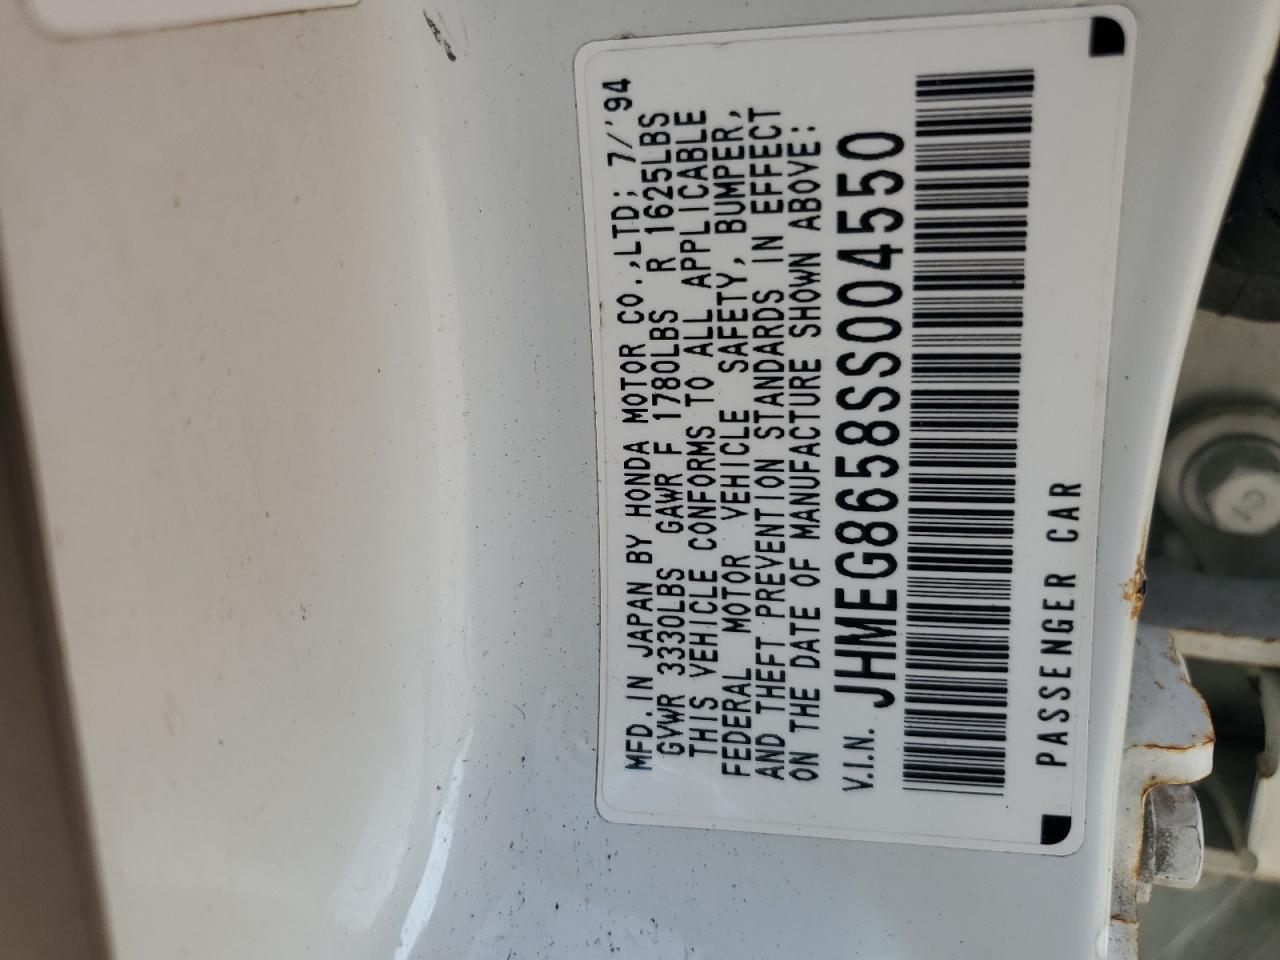 MFD. IN JAPAN BY HONDA MOTOR CO.,LTD; 7/'94
GVWR 3330LBS GAWR F 1780LBS R 1625LBS
THIS VEHICLE CONFORMS TO ALL APPLICABLE
FEDERAL MOTOR VEHICLE SAFETY, BUMPER,
AND THEFT PREVENTION STANDARDS IN EFFECT
ON THE DATE OF MANUFACTURE SHOWN ABOVE:
V.I.N. JHMEG8658SS004550
PASSENGER CAR